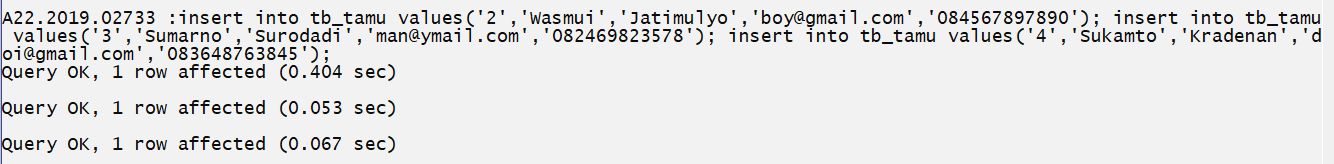 A22.2019.02733 :insert into tb_tamu values('2','Wasmui','Jatimulyo','boy@gmail.com','084567897890'); insert into tb_tamu
 values('3','Sumarno','Surodadi','man@ymail.com','082469823578'); insert into tb_tamu values('4','Sukamto','Kradenan','d
oi@gmail.com','083648763845');
Query OK, 1 row affected (0.404 sec)
Query OK, 1 row affected (0.053 sec)
Query OK, 1 row affected (0.067 sec)